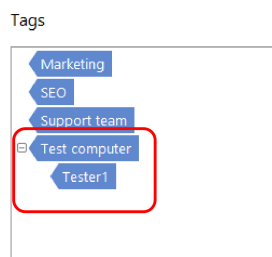 Tags
Marketing
SEO
Support team
Test computer
Tester1